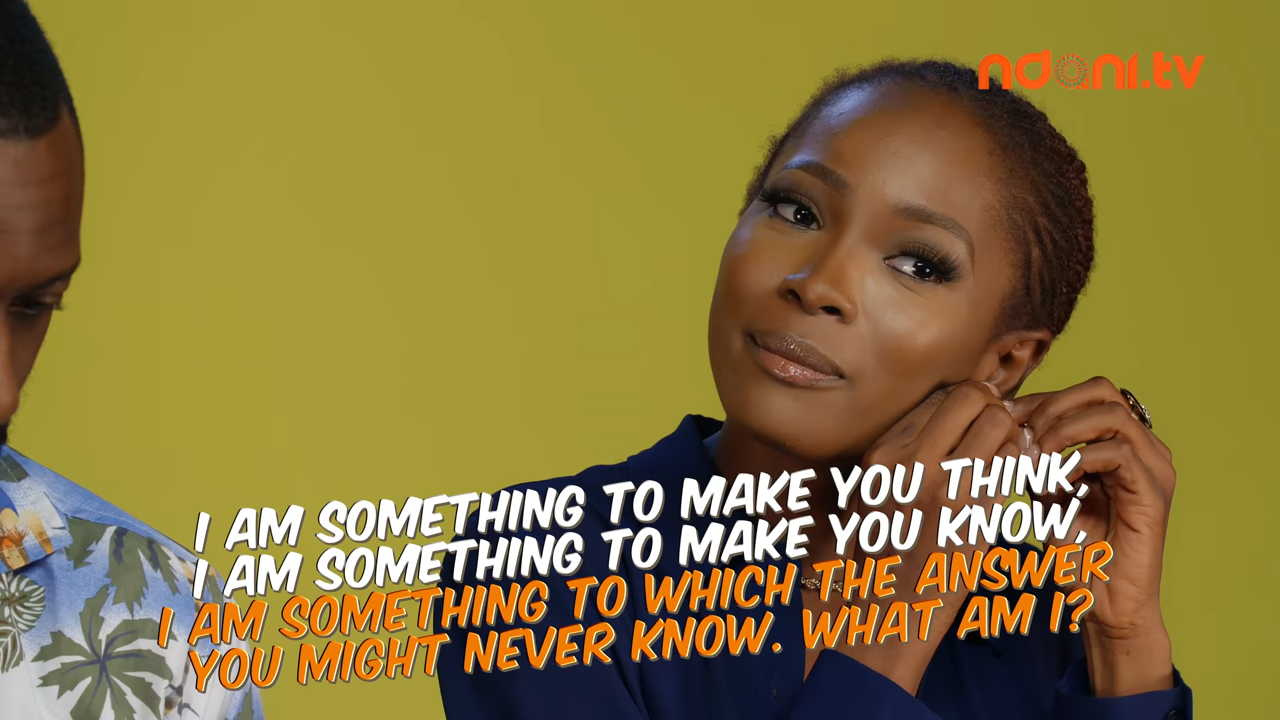 ndani.tv
I AM SOMETHING TO MAKE YOU THINK,
I AM SOMETHING TO MAKE YOU KNOW,
I AM SOMETHING TO WHICH THE ANSWER
YOU MIGHT NEVER KNOW. WHAT AM I?